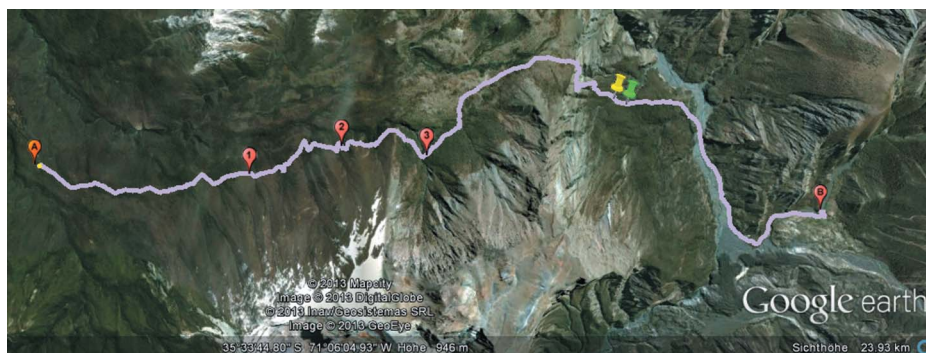 A
1
2
3
B
© 2013 Mapcity
Image © 2013 DigitalGlobe
© 2013 Inav/Geosistemas SRL
Image © 2013 GeoEye
Google earth
35°33'44.80" S 71°06'04.93" W Höhe 946 m
Sichthöhe 23.93 km